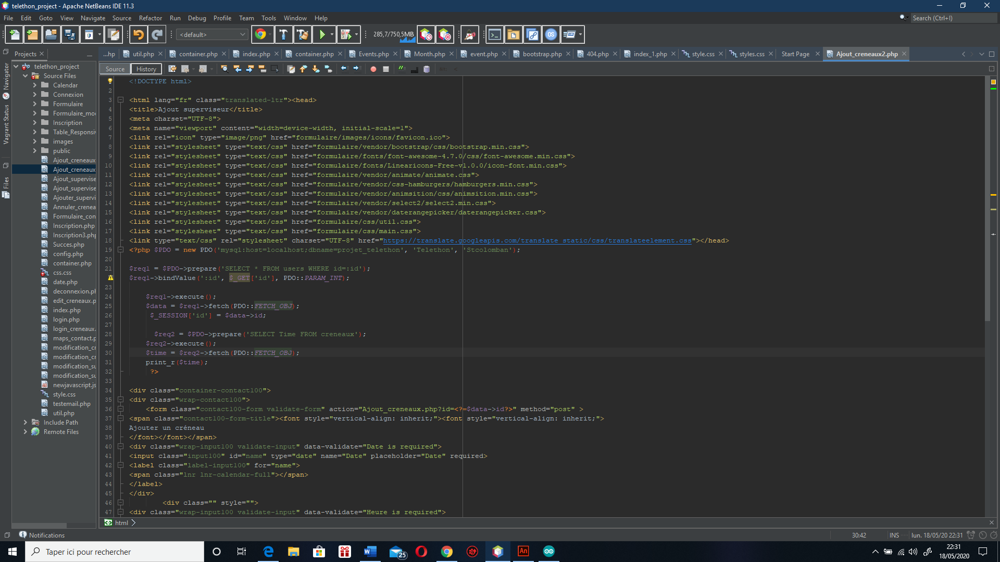 telethon_project - Apache NetBeans IDE 11.3
File Edit Goto View Navigate Source Refactor Run Debug Profile Team Tools Window Help
Search (Ctrl+I)
<default>
285,7/750,5MB
Projects
...hp util.php container.php index.php container.php Events.php Month.php event.php bootstrap.php 404.php index_1.php style.css styles.css Start Page Ajout_creneaux2.php
Source History
Navigator
Vagrant Status
Files
telethon_project
Source Files
Calendar
Connexion
Formulaire
Formulaire_mo
Inscription
Table_Responsiv
images
public
Ajout_creneaux
Ajout_creneaux
Ajout_supervise
Ajout_supervise
Ajouter_supervi
Annuler_crenea
Formulaire_con
Inscription.php
Inscription3.php
Succes.php
config.php
container.php
css.css
date.php
deconnexion.ph
edit_creneaux.p
index.php
login.php
login_creneaux.
maps_contact.p
modification_cr
modification_cr
modification_su
modification_su
newjavascript.js
style.css
testemail.php
util.php
Include Path
Remote Files
<!DOCTYPE html>
2
3 <html lang="fr" class="translated-ltr"><head>
4 <title>Ajout superviseur</title>
5 <meta charset="UTF-8">
6 <meta name="viewport" content="width=device-width, initial-scale=1">
7 <link rel="icon" type="image/png" href="formulaire/images/icons/favicon.ico">
8 <link rel="stylesheet" type="text/css" href="formulaire/vendor/bootstrap/css/bootstrap.min.css">
9 <link rel="stylesheet" type="text/css" href="formulaire/fonts/font-awesome-4.7.0/css/font-awesome.min.css">
10 <link rel="stylesheet" type="text/css" href="formulaire/fonts/Linearicons-Free-v1.0.0/icon-font.min.css">
11 <link rel="stylesheet" type="text/css" href="formulaire/vendor/animate/animate.css">
12 <link rel="stylesheet" type="text/css" href="formulaire/vendor/css-hamburgers/hamburgers.min.css">
13 <link rel="stylesheet" type="text/css" href="formulaire/vendor/animsition/css/animsition.min.css">
14 <link rel="stylesheet" type="text/css" href="formulaire/vendor/select2/select2.min.css">
15 <link rel="stylesheet" type="text/css" href="formulaire/vendor/daterangepicker/daterangepicker.css">
16 <link rel="stylesheet" type="text/css" href="formulaire/css/util.css">
17 <link rel="stylesheet" type="text/css" href="formulaire/css/main.css">
18 <link type="text/css" rel="stylesheet" charset="UTF-8" href="https://translate.googleapis.com/translate_static/css/translateelement.css"></head>
19 <?php $PDO = new PDO('mysql:host=localhost;dbname=projet_telethon', 'Telethon', 'Stcolomban');
20
21 $req1 = $PDO->prepare('SELECT * FROM users WHERE id=:id');
$req1->bindValue(':id', $_GET['id'], PDO::PARAM_INT);
23
24 $req1->execute();
25 $data = $req1->fetch(PDO::FETCH_OBJ);
26 $_SESSION['id'] = $data->id;
27
28 $req2 = $PDO->prepare('SELECT Time FROM creneaux');
29 $req2->execute();
30 $time = $req2->fetch(PDO::FETCH_OBJ);
31 print_r($time);
32 ?>
33
34 <div class="container-contact100">
35 <div class="wrap-contact100">
36 <form class="contact100-form validate-form" action="Ajout_creneaux.php?id=<?=$data->id?>" method="post" >
37 <span class="contact100-form-title"><font style="vertical-align: inherit;"><font style="vertical-align: inherit;">
38 Ajouter un créneau
39 </font></font></span>
40 <div class="wrap-input100 validate-input" data-validate="Date is required">
41 <input class="input100" id="name" type="date" name="Date" placeholder="Date" required>
42 <label class="label-input100" for="name">
43 <span class="lnr lnr-calendar-full"></span>
44 </label>
45 </div>
46 <div class="" style="">
47 <div class="wrap-input100 validate-input" data-validate="Heure is required">
html
Notifications
30:42 INS lun. 18/05/20 22:31
Taper ici pour rechercher
25
An
22:31
18/05/2020